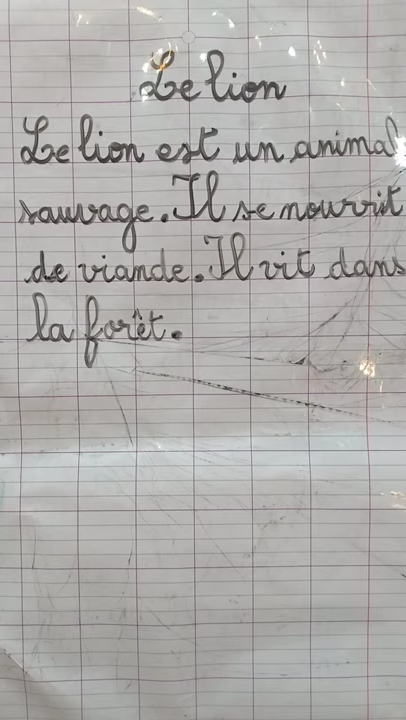 Le lion
Le lion est un animal
sauvage. Il se nourrit
de viande. Il vit dans
la forêt.